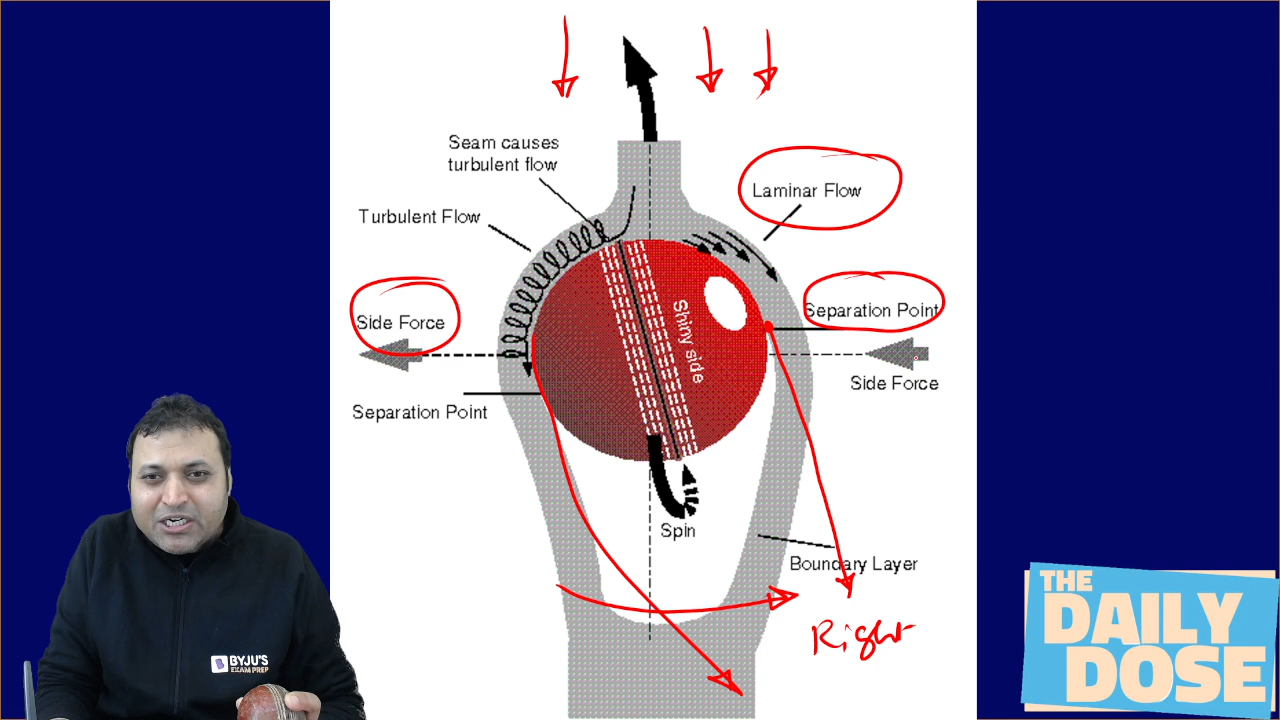 Seam causes
turbulent flow
Turbulent Flow
Laminar Flow
Side Force
Separation Point
Shiny side
Side Force
Separation Point
Spin
Boundary Layer
Right
BYJU'S
EXAM PREP
THE
DAILY
DOSE